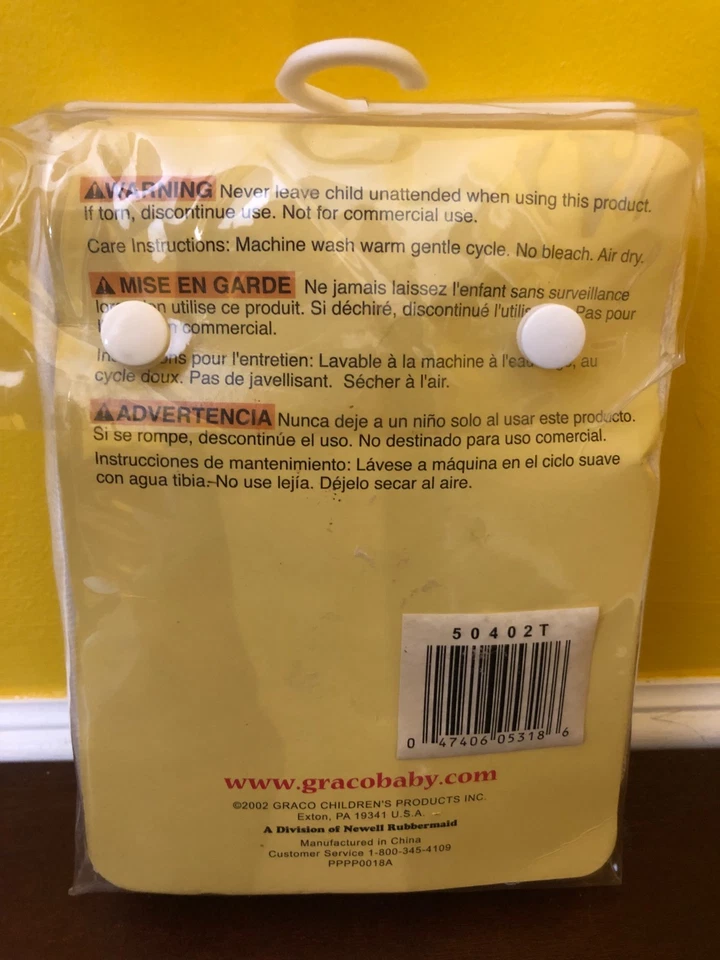 ⚠WARNING Never leave child unattended when using this product.
If torn, discontinue use. Not for commercial use.
Care Instructions: Machine wash warm gentle cycle. No bleach. Air dry.
⚠ MISE EN GARDE Ne jamais laissez l'enfant sans surveillance
utilise ce produit. Si déchiré, discontinué Pas pour
commercial.
pour l'entretien: Lavable à la machine à au
cycle doux. Pas de javellisant. Sécher à l'air.
⚠ADVERTENCIA Nunca deje a un niño solo al usar este producto.
Si se rompe, descontinúe el uso. No destinado para uso comercial.
Instrucciones de mantenimiento: Lávese a máquina en el ciclo suave
con agua tibia. No use lejía. Déjelo secar al aire.
50402T
0 47406 05318 6
www.gracobaby.com
©2002 GRACO CHILDREN'S PRODUCTS INC.
Exton, PA 19341 U.S.A.
A Division of Newell Rubbermaid
Manufactured in China
Customer Service 1-800-345-4109
PPPP0018A